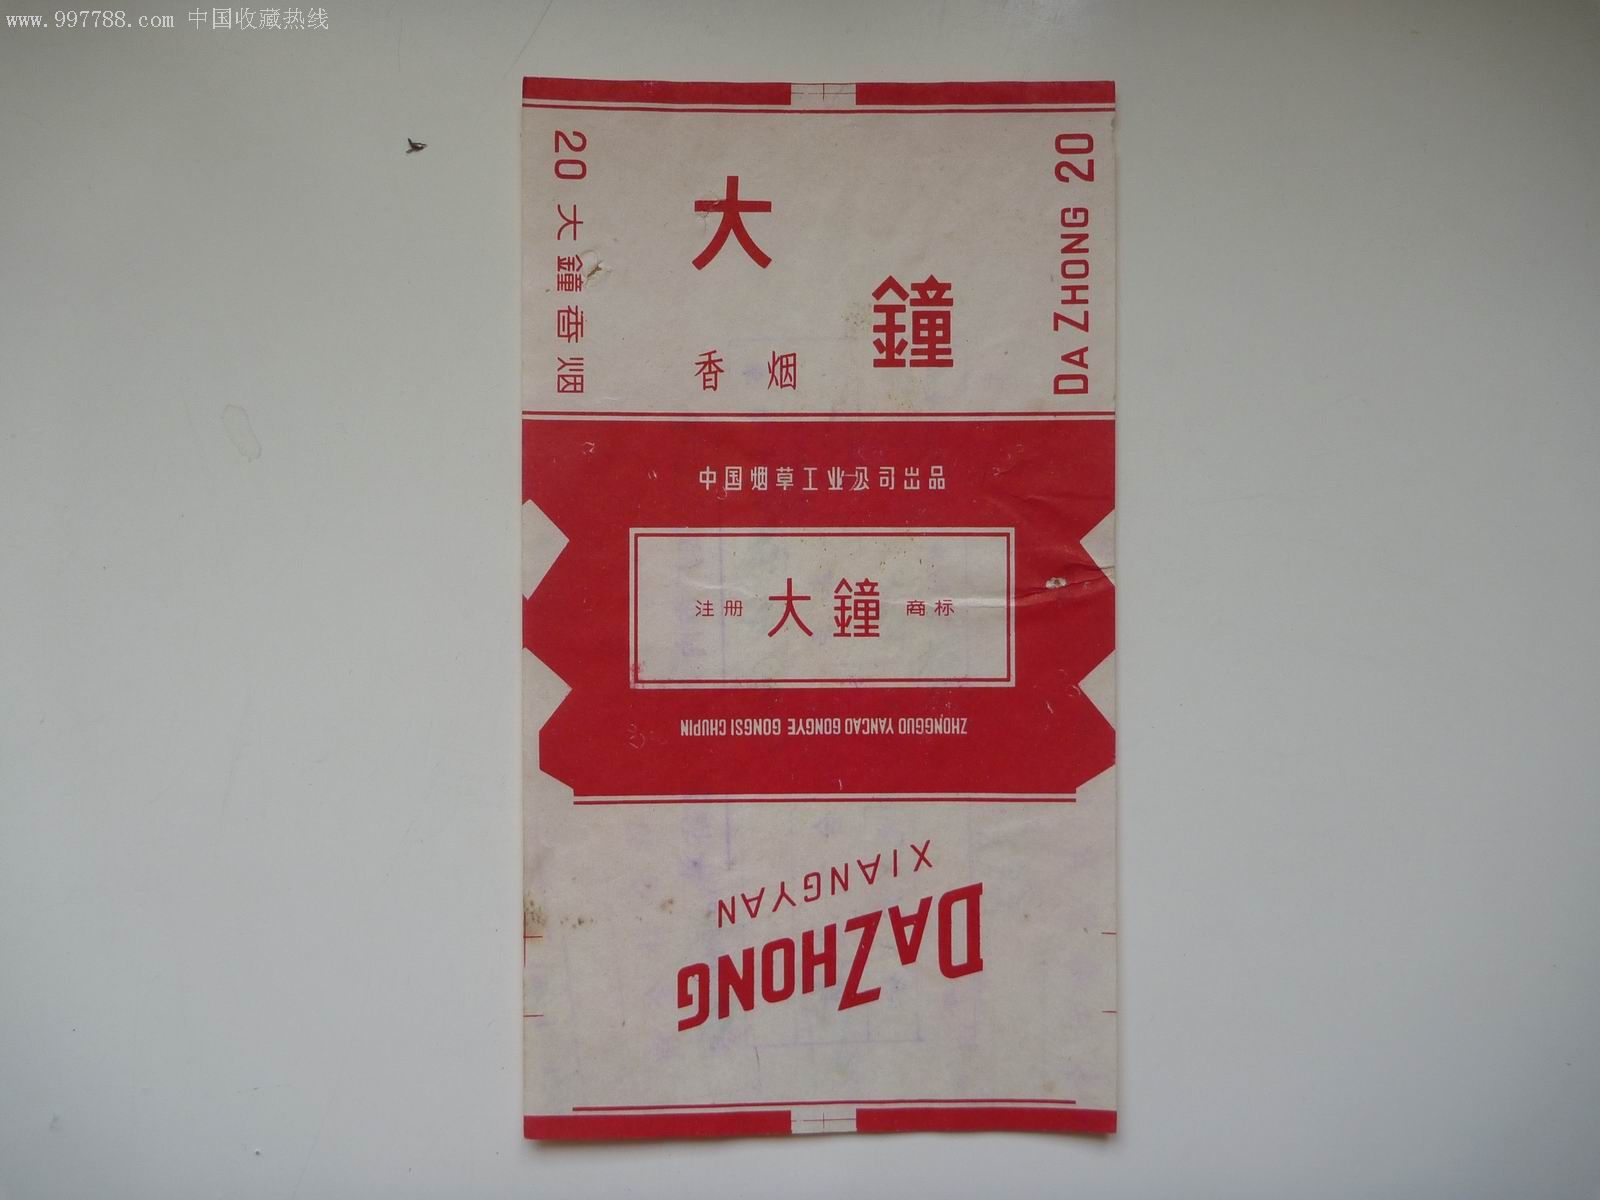 www.997788.com 中国收藏热线
20 大鐘香烟
大鐘
香烟
DA ZHONG 20
中国烟草工业公司出品
注册 大鐘 商标
ZHONGGUO YANCAO GONGYE GONGSI CHUPIN
DAZHONG
XIANGYAN